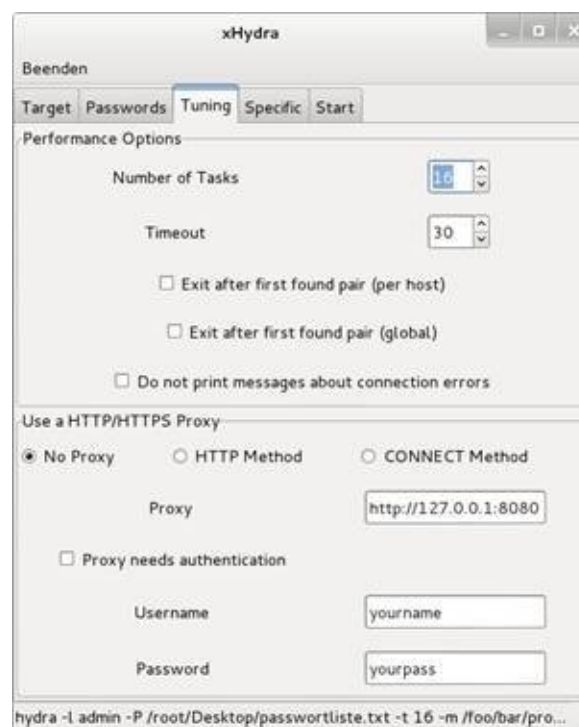 xHydra
Beenden
Target Passwords Tuning Specific Start
Performance Options
Number of Tasks 16
Timeout 30
Exit after first found pair (per host)
Exit after first found pair (global)
Do not print messages about connection errors
Use a HTTP/HTTPS Proxy
No Proxy HTTP Method CONNECT Method
Proxy http://127.0.0.1:8080
Proxy needs authentication
Username yourname
Password yourpass
hydra -l admin -P /root/Desktop/passwortliste.txt -t 16 -m /foo/bar/pro...